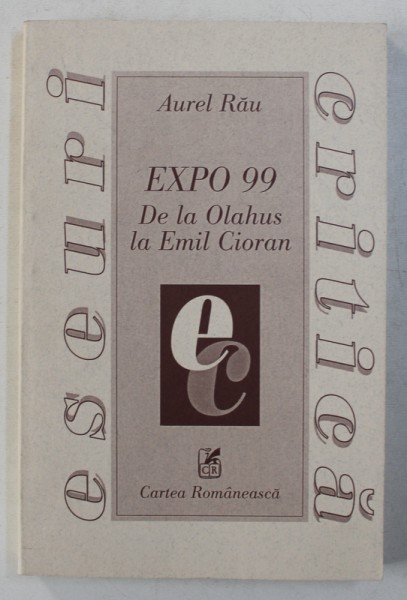 eseuri
Aurel Rău
EXPO 99
De la Olahus
la Emil Cioran
ec
CR
Cartea Românească
critică